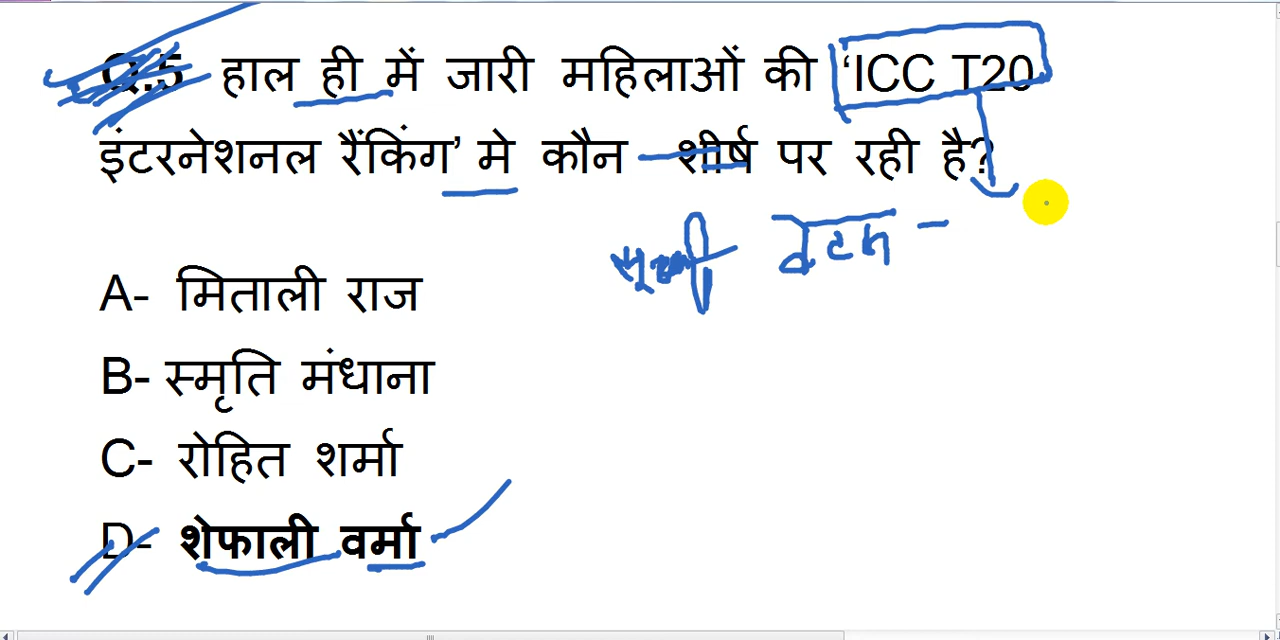 Q.5 हाल ही में जारी महिलाओं की ‘ICC T20
इंटरनेशनल रैंकिंग’ मे कौन शीर्ष पर रही है?
A- मिताली राज
B- स्मृति मंधाना
C- रोहित शर्मा
D- शेफाली वर्मा